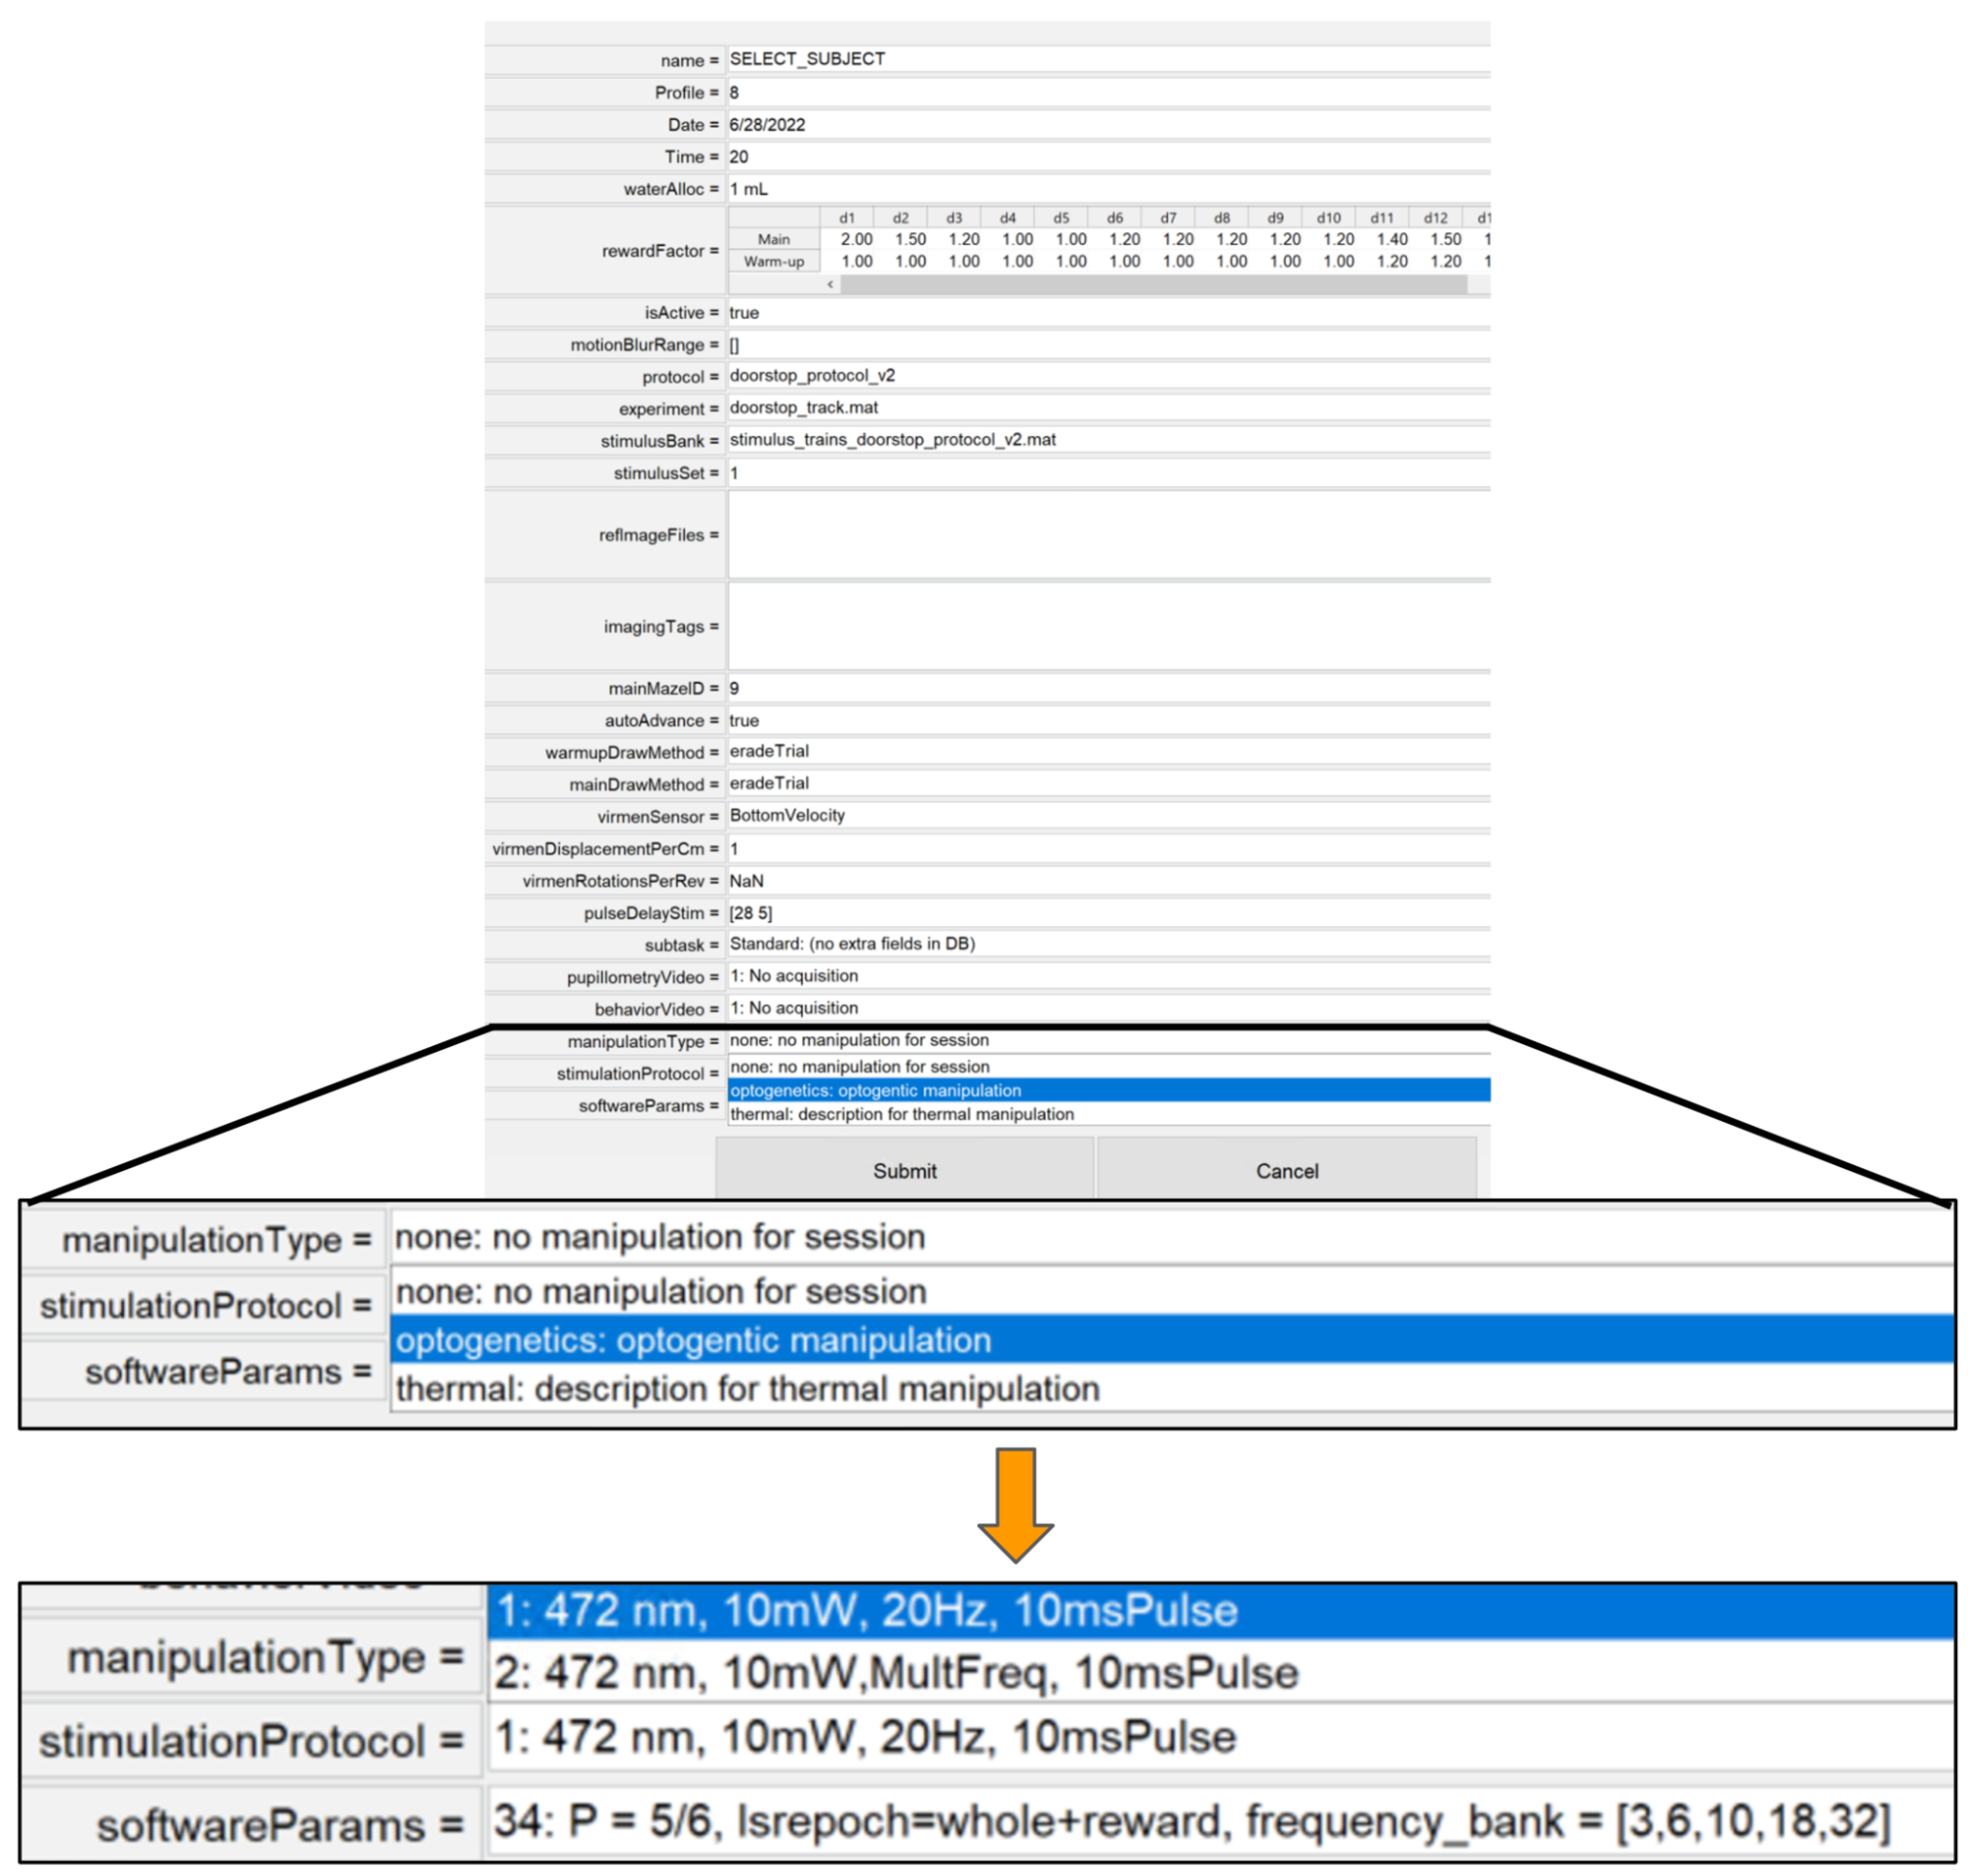 name = SELECT_SUBJECT
Profile = 8
Date = 6/28/2022
Time = 20
waterAlloc = 1 mL
rewardFactor =
d1 d2 d3 d4 d5 d6 d7 d8 d9 d10 d11 d12 d1
Main 2.00 1.50 1.20 1.00 1.00 1.20 1.20 1.20 1.20 1.20 1.40 1.50 1
Warm-up 1.00 1.00 1.00 1.00 1.00 1.00 1.00 1.00 1.00 1.00 1.20 1.20 1
<
isActive = true
motionBlurRange = []
protocol = doorstop_protocol_v2
experiment = doorstop_track.mat
stimulusBank = stimulus_trains_doorstop_protocol_v2.mat
stimulusSet = 1
refImageFiles =
imagingTags =
mainMazeID = 9
autoAdvance = true
warmupDrawMethod = eradeTrial
mainDrawMethod = eradeTrial
virmenSensor = BottomVelocity
virmenDisplacementPerCm = 1
virmenRotationsPerRev = NaN
pulseDelayStim = [28 5]
subtask = Standard: (no extra fields in DB)
pupillometryVideo = 1: No acquisition
behaviorVideo = 1: No acquisition
manipulationType = none: no manipulation for session
stimulationProtocol = none: no manipulation for session
optogenetics: optogentic manipulation
softwareParams = thermal: description for thermal manipulation
Submit Cancel
manipulationType = none: no manipulation for session
stimulationProtocol = none: no manipulation for session
optogenetics: optogentic manipulation
softwareParams = thermal: description for thermal manipulation
1: 472 nm, 10mW, 20Hz, 10msPulse
manipulationType = 2: 472 nm, 10mW,MultFreq, 10msPulse
stimulationProtocol = 1: 472 nm, 10mW, 20Hz, 10msPulse
softwareParams = 34: P = 5/6, lsrepoch=whole+reward, frequency_bank = [3,6,10,18,32]